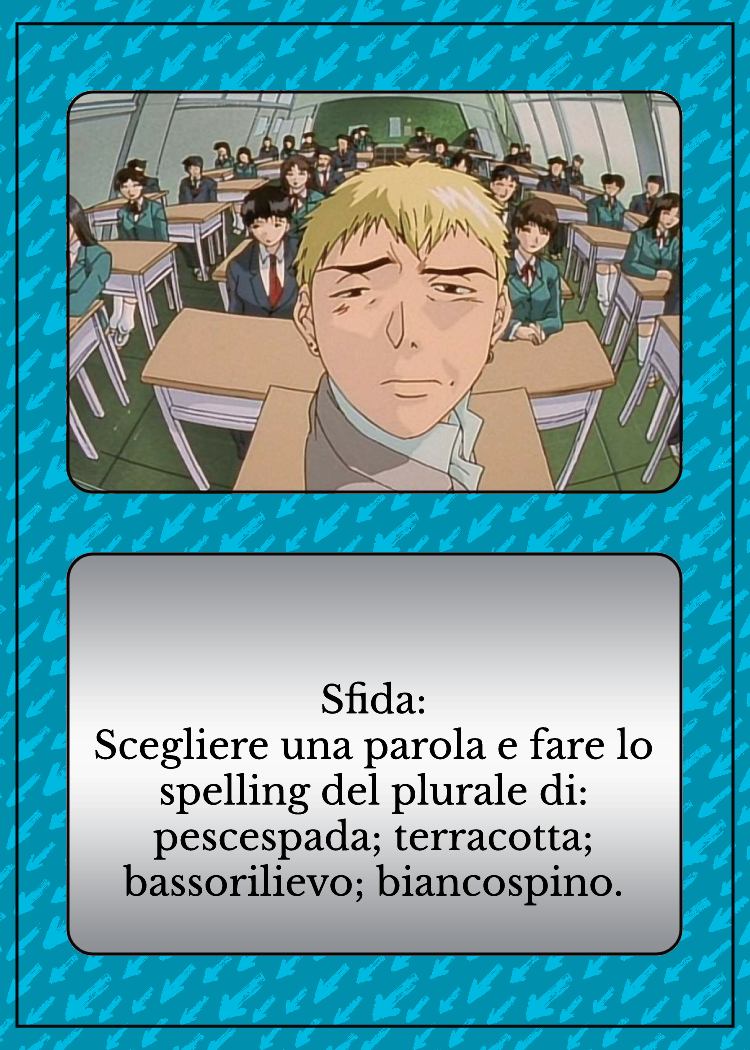 Sfida:
Scegliere una parola e fare lo
spelling del plurale di:
pescespada; terracotta;
bassorilievo; biancospino.